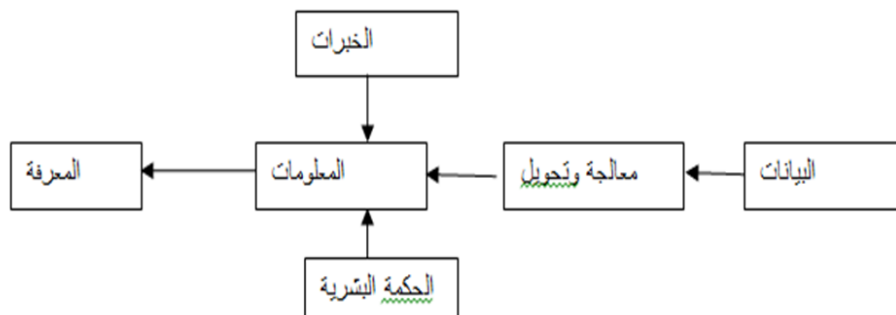 الخبرات
البيانات
معالجة وتحويل
المعلومات
المعرفة
الحكمة البشرية